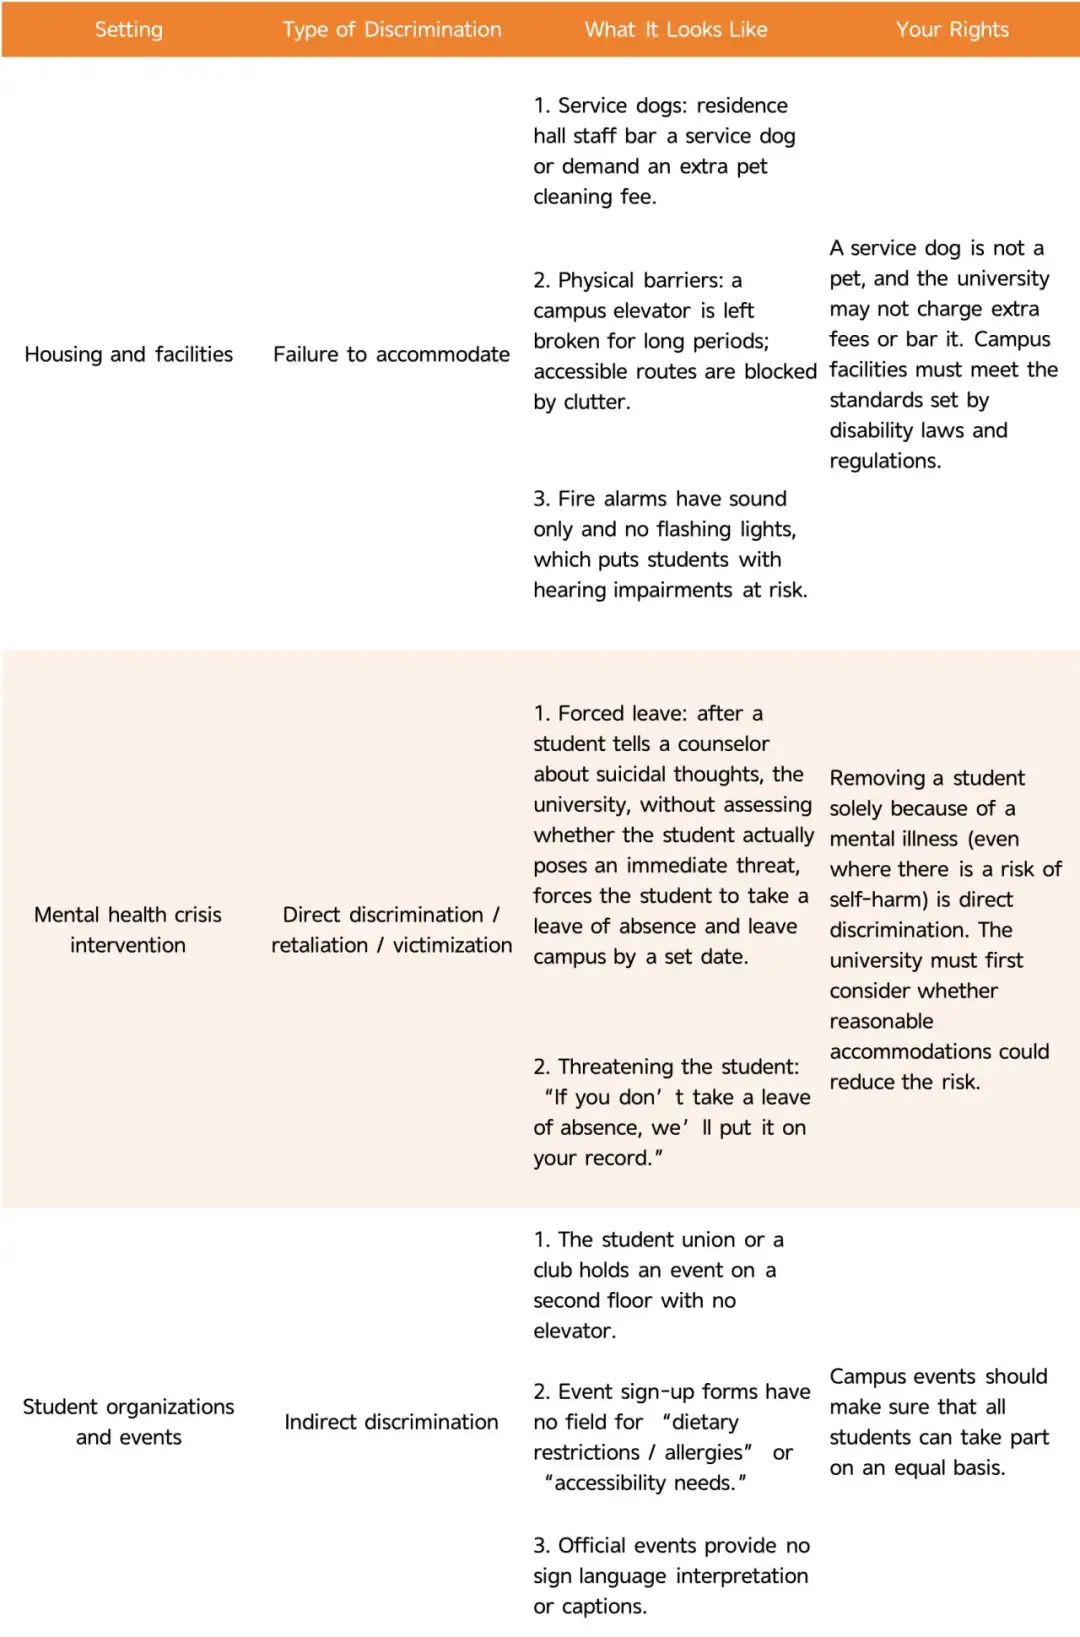 Setting
Type of Discrimination
What It Looks Like
Your Rights
Housing and facilities
Failure to accommodate
1. Service dogs: residence
hall staff bar a service dog
or demand an extra pet
cleaning fee.
2. Physical barriers: a
campus elevator is left
broken for long periods;
accessible routes are blocked
by clutter.
3. Fire alarms have sound
only and no flashing lights,
which puts students with
hearing impairments at risk.
A service dog is not a
pet, and the university
may not charge extra
fees or bar it. Campus
facilities must meet the
standards set by
disability laws and
regulations.
Mental health crisis
intervention
Direct discrimination /
retaliation / victimization
1. Forced leave: after a
student tells a counselor
about suicidal thoughts, the
university, without assessing
whether the student actually
poses an immediate threat,
forces the student to take a
leave of absence and leave
campus by a set date.
2. Threatening the student:
“If you don’t take a leave
of absence, we’ll put it on
your record.”
Removing a student
solely because of a
mental illness (even
where there is a risk of
self-harm) is direct
discrimination. The
university must first
consider whether
reasonable
accommodations could
reduce the risk.
Student organizations
and events
Indirect discrimination
1. The student union or a
club holds an event on a
second floor with no
elevator.
2. Event sign-up forms have
no field for “dietary
restrictions / allergies” or
“accessibility needs.”
3. Official events provide no
sign language interpretation
or captions.
Campus events should
make sure that all
students can take part
on an equal basis.